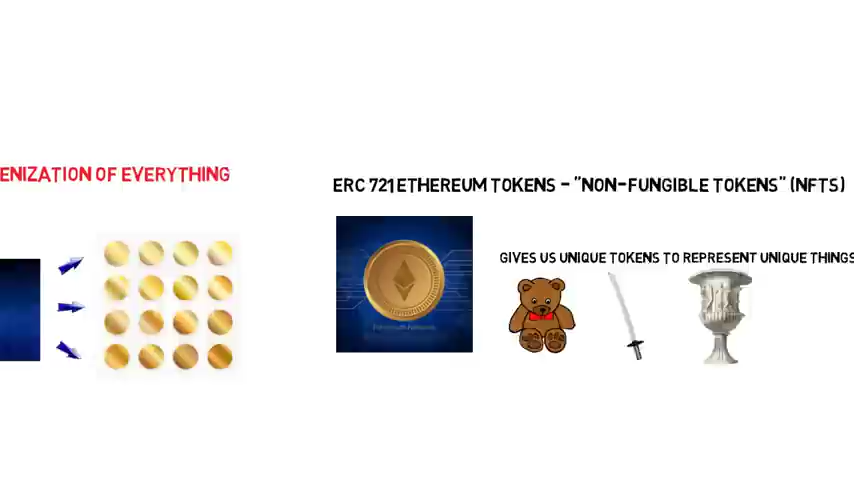 ENIZATION OF EVERYTHING
ERC 721 ETHEREUM TOKENS - "NON-FUNGIBLE TOKENS" (NFTS)
GIVES US UNIQUE TOKENS TO REPRESENT UNIQUE THINGS